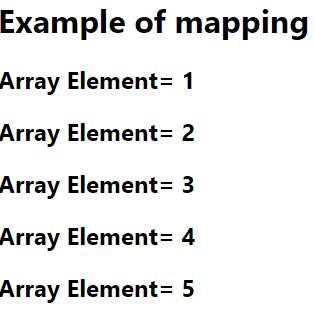 Example of mapping
Array Element= 1
Array Element= 2
Array Element= 3
Array Element= 4
Array Element= 5